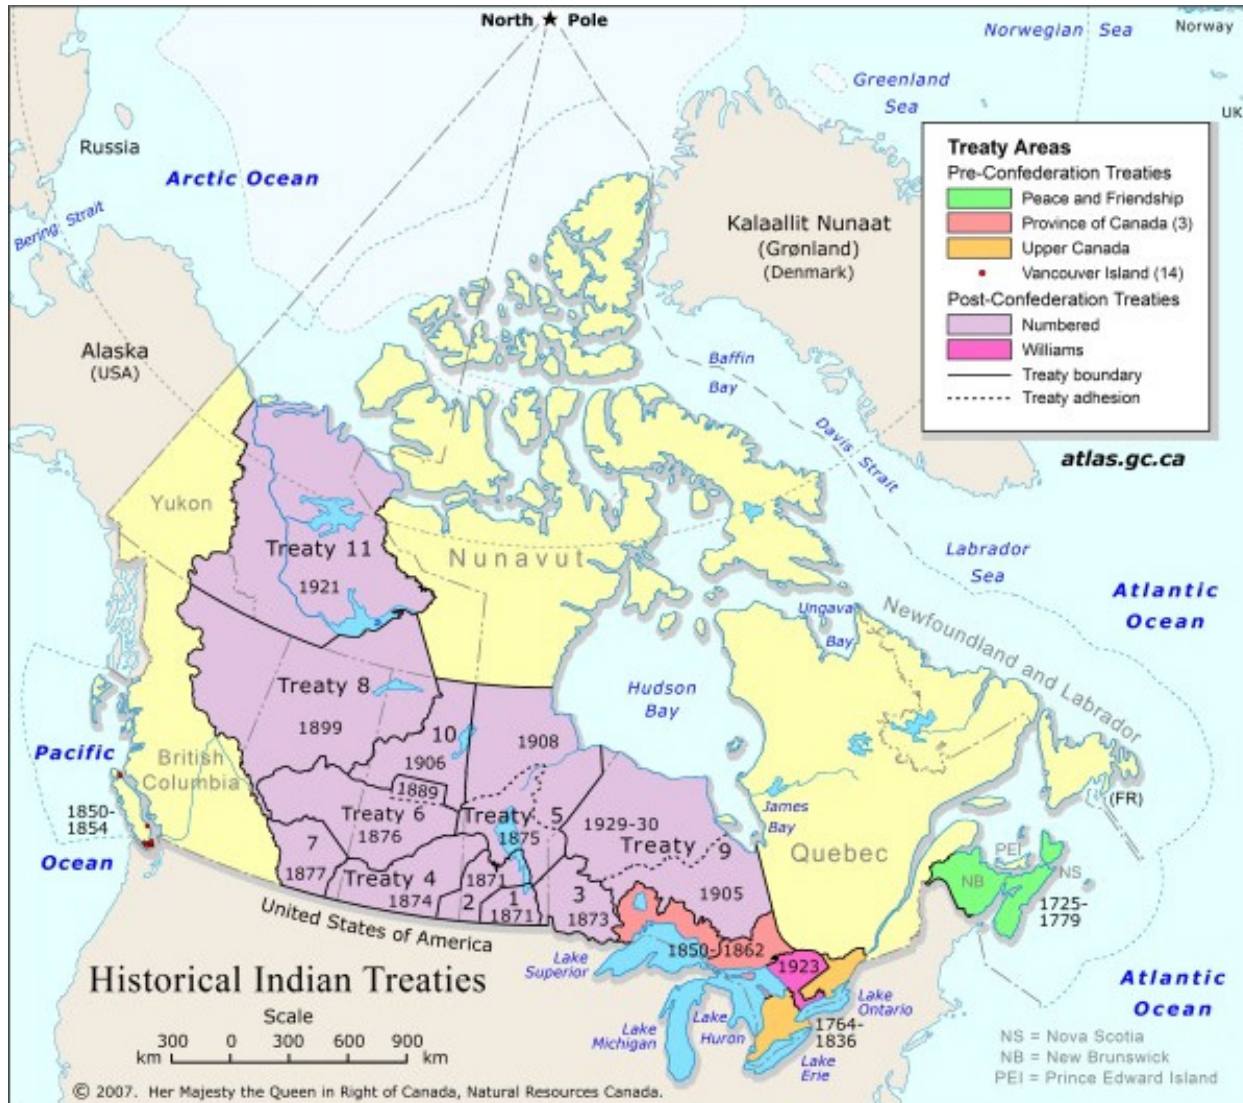 North ★ Pole
Norwegian Sea
Norway
Greenland
Sea
UK
Russia
Arctic Ocean
Bering Strait
Kalaallit Nunaat
(Grønland)
(Denmark)
Treaty Areas
Pre-Confederation Treaties
Peace and Friendship
Province of Canada (3)
Upper Canada
Vancouver Island (14)
Post-Confederation Treaties
Numbered
Williams
Treaty boundary
Treaty adhesion
atlas.gc.ca
Alaska
(USA)
Baffin
Bay
Davis Strait
Yukon
Nunavut
Treaty 11
1921
Labrador
Sea
Atlantic
Ocean
Ungava
Bay
Newfoundland and Labrador
Hudson
Bay
Treaty 8
1899
10
1906
1908
1889
Pacific
Ocean
British
Columbia
1850-
1854
Treaty 6
1876
Treaty 5
1875
7
1877
Treaty 4
1874
1871
2
1
1871
3
1873
1929-30
Treaty 9
1905
James
Bay
Quebec
(FR)
PEI
NB
NS
1725-
1779
United States of America
1850-1862
1923
Lake
Superior
Lake
Michigan
Lake
Huron
Lake
Ontario
1764-
1836
Lake
Erie
Atlantic
Ocean
Historical Indian Treaties
Scale
300 0 300 600 900
km km
NS = Nova Scotia
NB = New Brunswick
PEI = Prince Edward Island
© 2007. Her Majesty the Queen in Right of Canada, Natural Resources Canada.